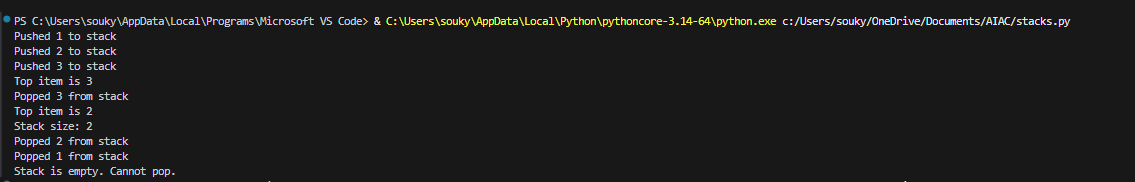 PS C:\Users\souky\AppData\Local\Programs\Microsoft VS Code> & C:\Users\souky\AppData\Local\Python\pythoncore-3.14-64\python.exe c:/Users/souky/OneDrive/Documents/AIAC/stacks.py
Pushed 1 to stack
Pushed 2 to stack
Pushed 3 to stack
Top item is 3
Popped 3 from stack
Top item is 2
Stack size: 2
Popped 2 from stack
Popped 1 from stack
Stack is empty. Cannot pop.